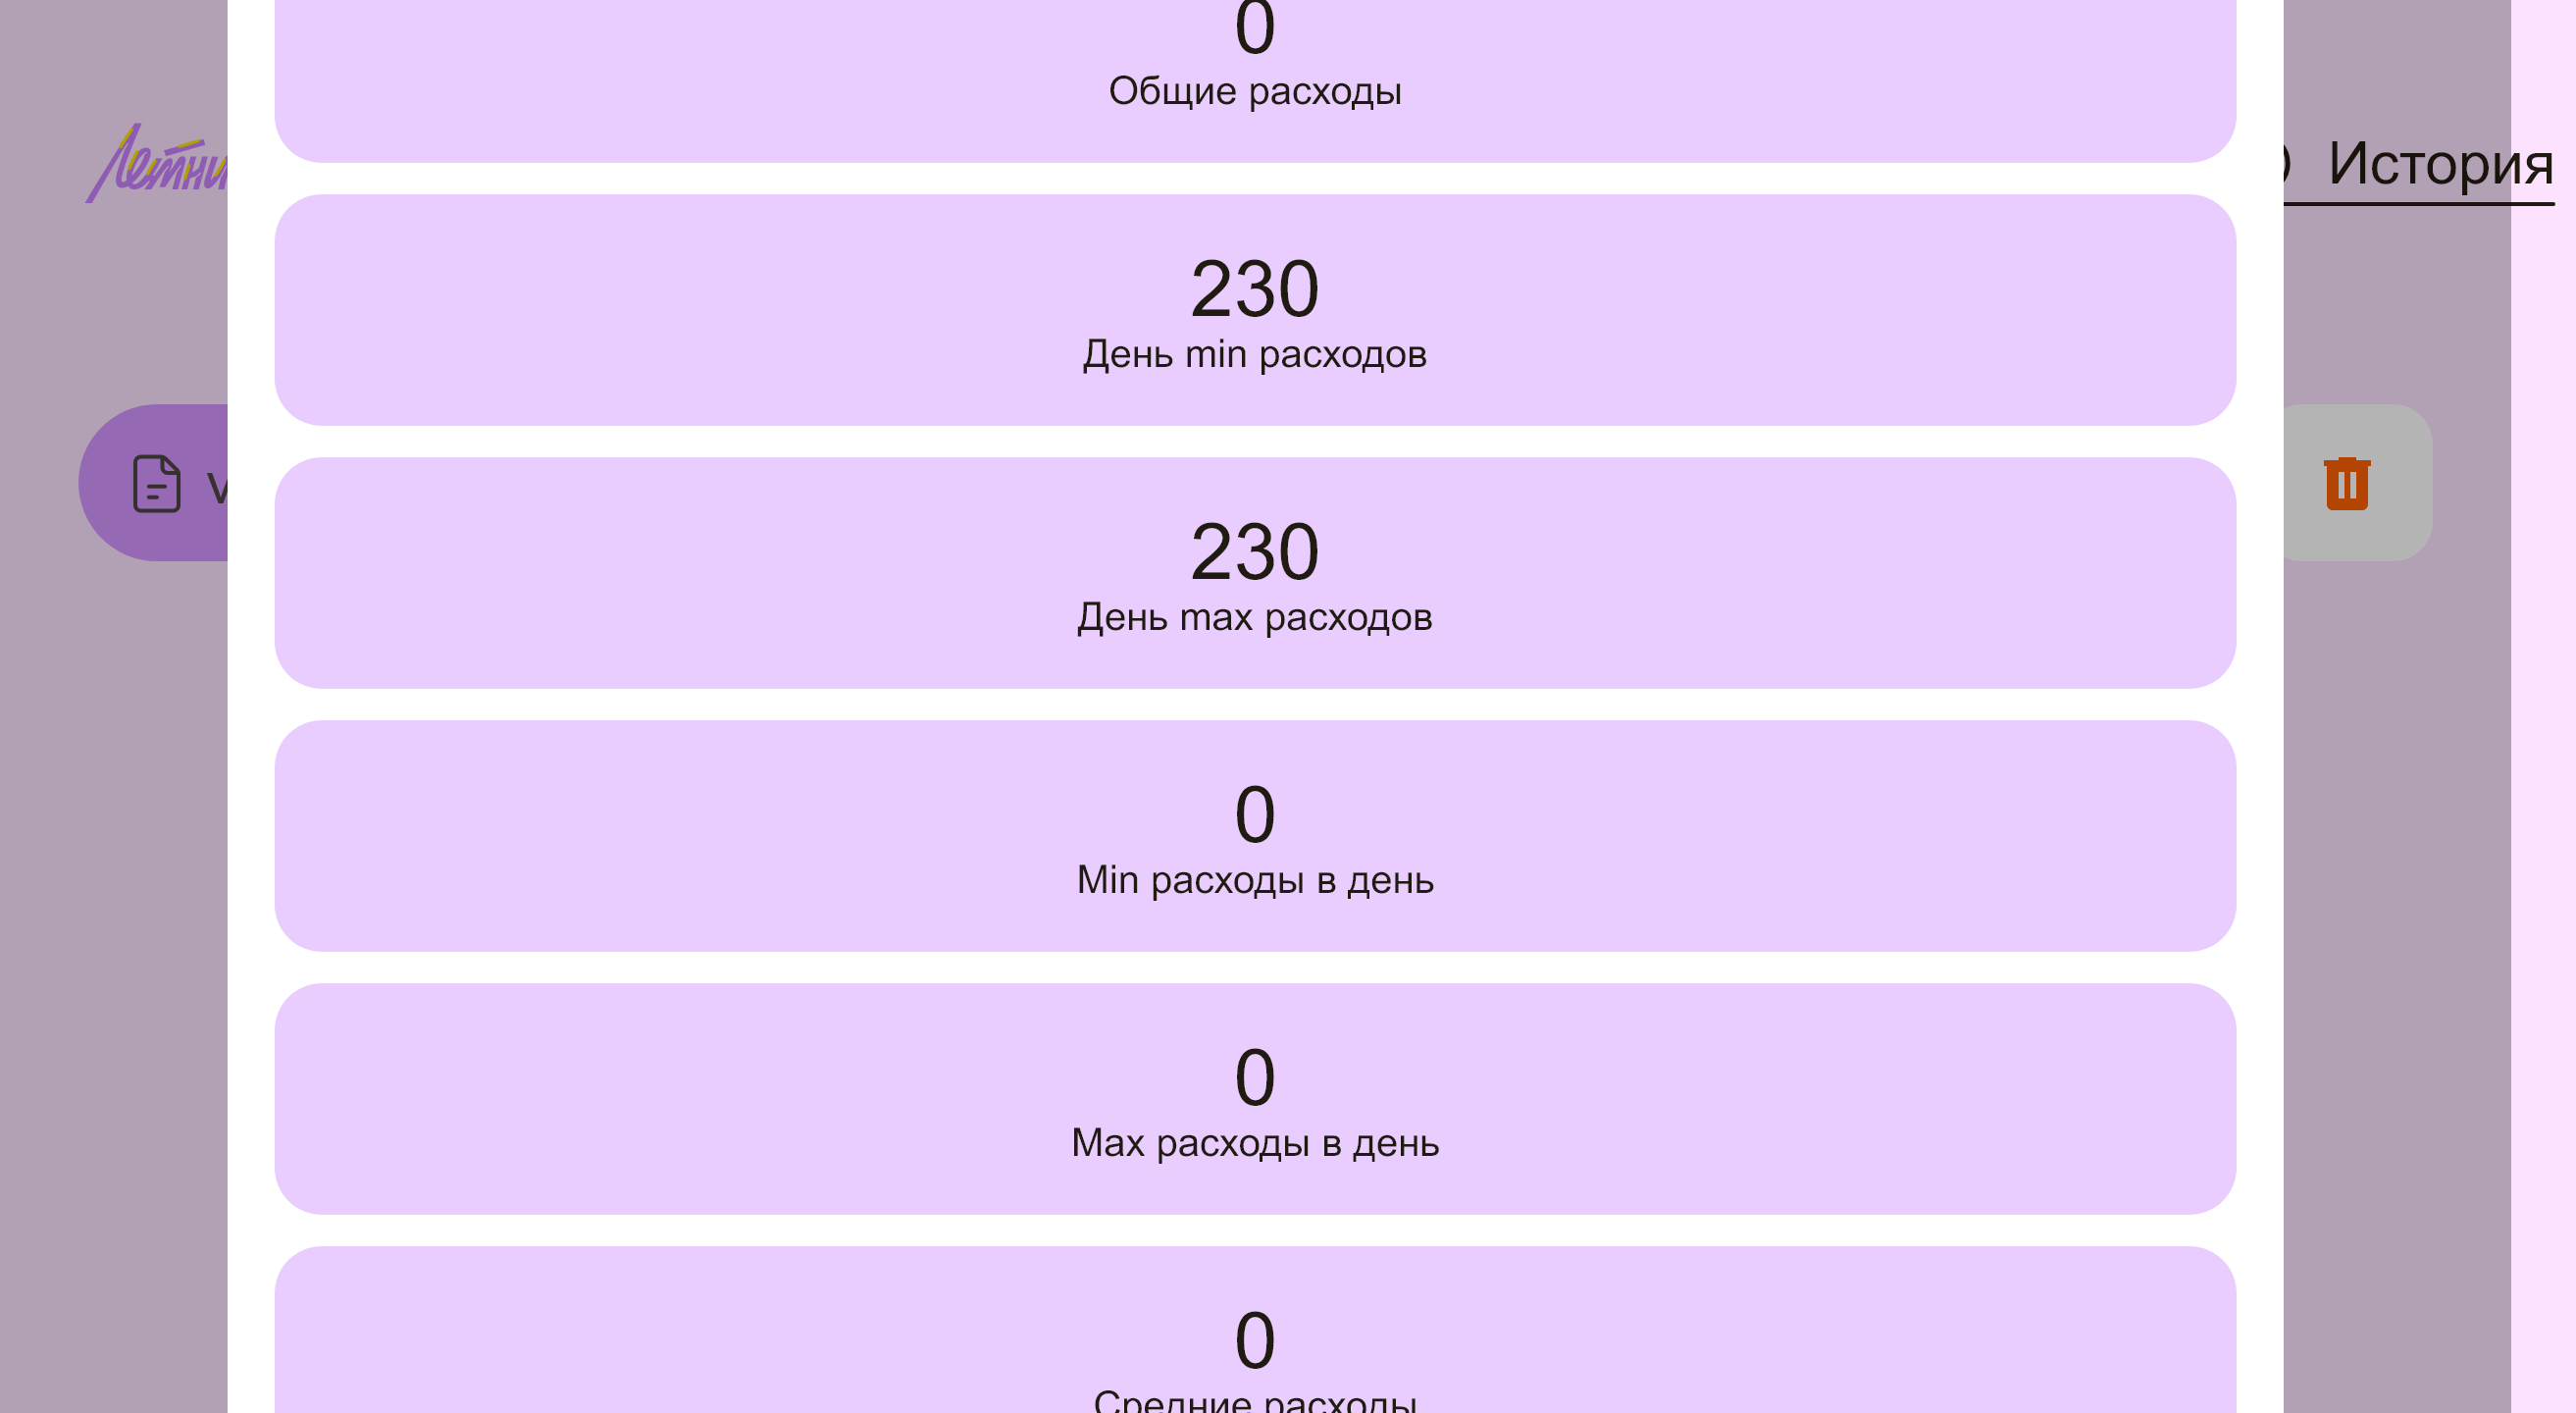 0
Общие расходы
Летни
История
230
День min расходов
230
День max расходов
0
Min расходы в день
0
Max расходы в день
0
Средние расходы